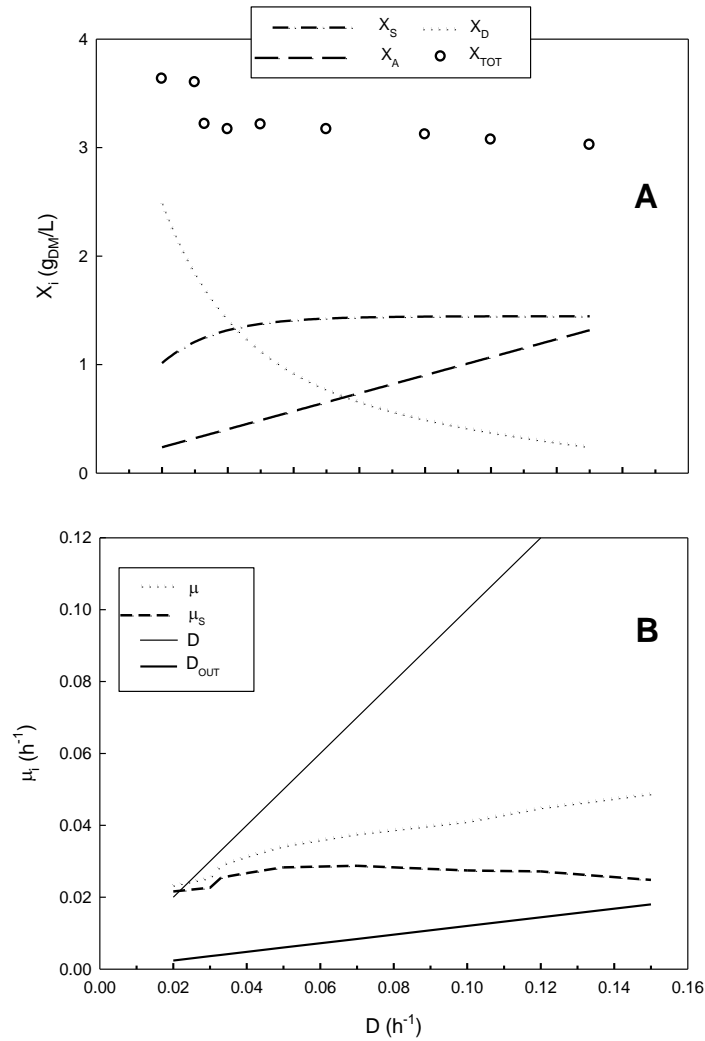 X_S X_D
X_A X_TOT
4
3
2
1
0
X_i (g_DM/L)
A
0.12
0.10
0.08
0.06
0.04
0.02
0.00
μ_i (h⁻¹)
μ
μ_S
D
D_OUT
B
0.00 0.02 0.04 0.06 0.08 0.10 0.12 0.14 0.16
D (h⁻¹)